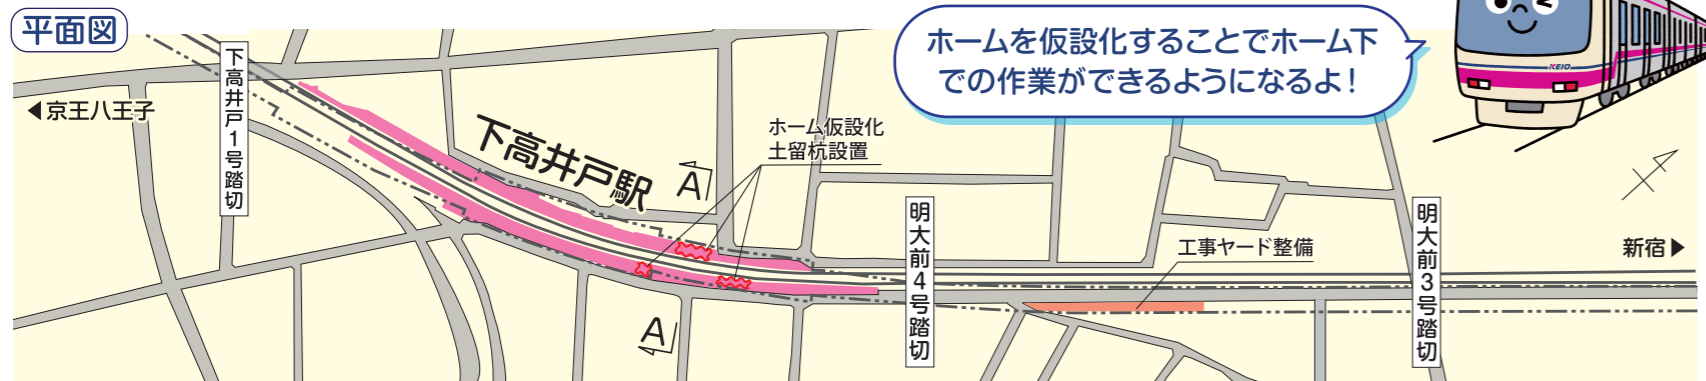 平面図
ホームを仮設化することでホーム下
での作業ができるようになるよ！
KEIO
下高井戸1号踏切
◀京王八王子
下高井戸駅
A
ホーム仮設化
土留杭設置
A
明大前4号踏切
工事ヤード整備
明大前3号踏切
新宿▶